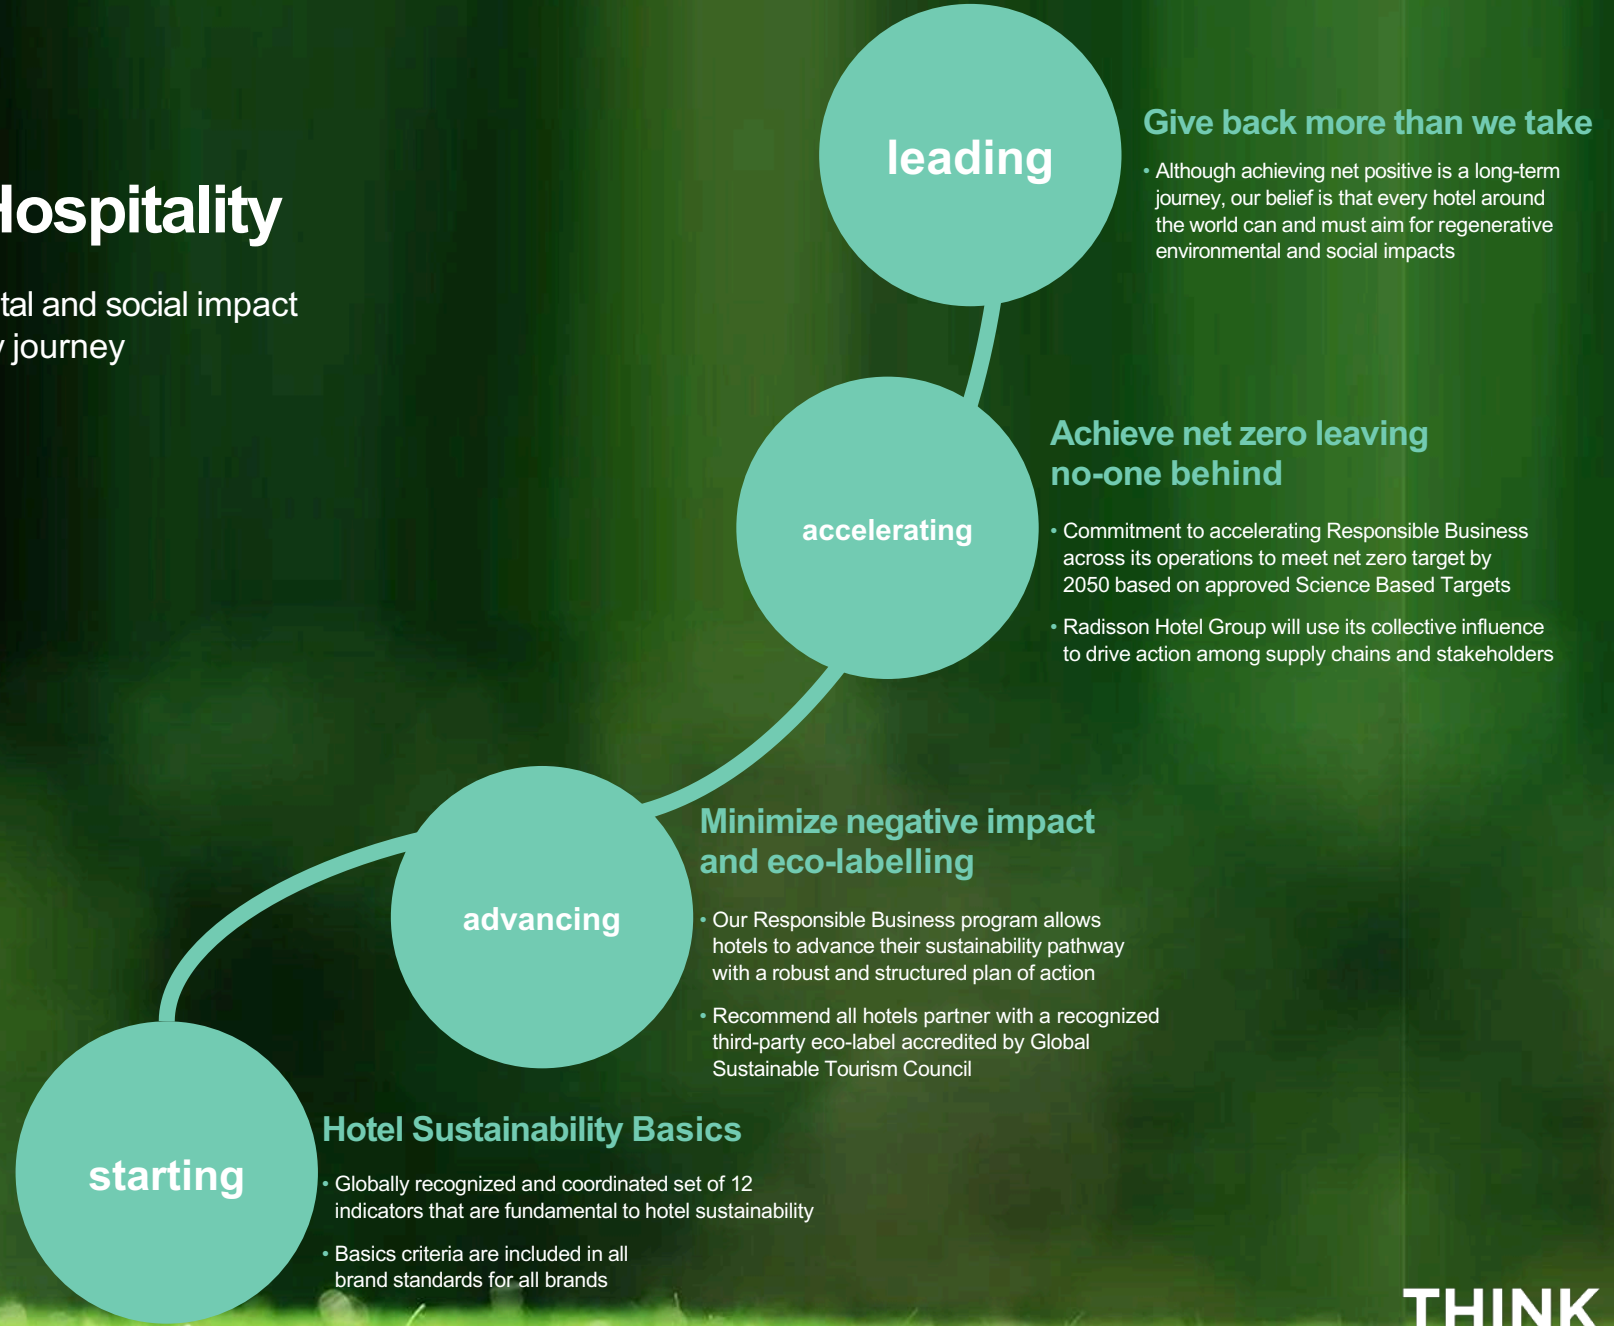 Hospitality
tal and social impact
y journey
leading
Give back more than we take
• Although achieving net positive is a long-term
journey, our belief is that every hotel around
the world can and must aim for regenerative
environmental and social impacts
accelerating
Achieve net zero leaving
no-one behind
• Commitment to accelerating Responsible Business
across its operations to meet net zero target by
2050 based on approved Science Based Targets
• Radisson Hotel Group will use its collective influence
to drive action among supply chains and stakeholders
advancing
Minimize negative impact
and eco-labelling
• Our Responsible Business program allows
hotels to advance their sustainability pathway
with a robust and structured plan of action
• Recommend all hotels partner with a recognized
third-party eco-label accredited by Global
Sustainable Tourism Council
starting
Hotel Sustainability Basics
• Globally recognized and coordinated set of 12
indicators that are fundamental to hotel sustainability
• Basics criteria are included in all
brand standards for all brands
THINK